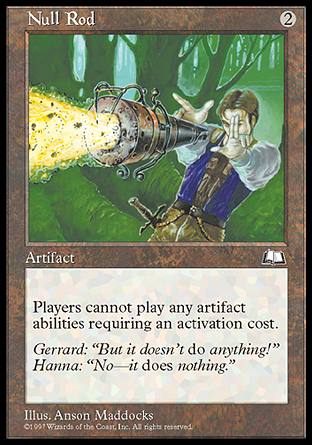 Null Rod 2
Artifact
Players cannot play any artifact
abilities requiring an activation cost.
Gerrard: “But it doesn’t do anything!”
Hanna: “No—it does nothing.”
Illus. Anson Maddocks
©1997 Wizards of the Coast, Inc. All rights reserved.